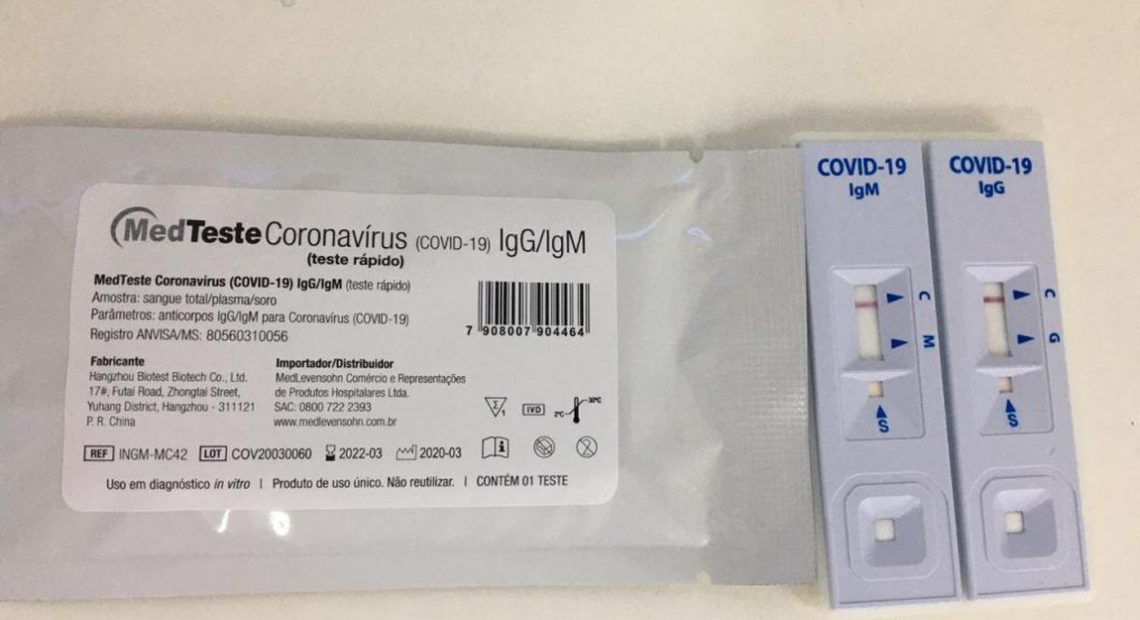 MedTeste Coronavírus (COVID-19) IgG/IgM
(teste rápido)
MedTeste Coronavírus (COVID-19) IgG/IgM (teste rápido)
Amostra: sangue total/plasma/soro
Parâmetros: anticorpos IgG/IgM para Coronavírus (COVID-19)
Registro ANVISA/MS: 80560310056
7 908007 904464
Fabricante
Hangzhou Biotest Biotech Co., Ltd.
17#, Futai Road, Zhongtai Street,
Yuhang District, Hangzhou - 311121
P. R. China
Importador/Distribuidor
MedLevensohn Comércio e Representações
de Produtos Hospitalares Ltda.
SAC: 0800 722 2393
www.medlevensohn.com.br
Σ 1
IVD
2ºC 30ºC
REF INGM-MC42 LOT COV20030060 2022-03 2020-03
Uso em diagnóstico in vitro | Produto de uso único. Não reutilizar. | CONTÉM 01 TESTE
COVID-19
IgM
C
M
S
COVID-19
IgG
C
G
S